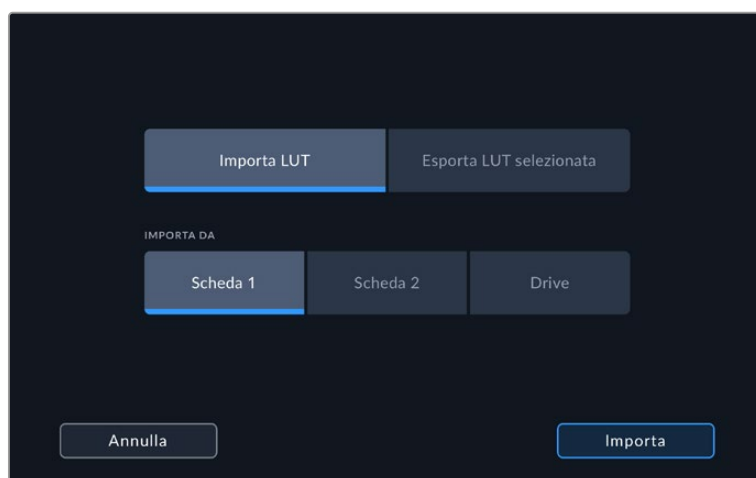 Importa LUT
Esporta LUT selezionata
IMPORTA DA
Scheda 1
Scheda 2
Drive
Annulla
Importa